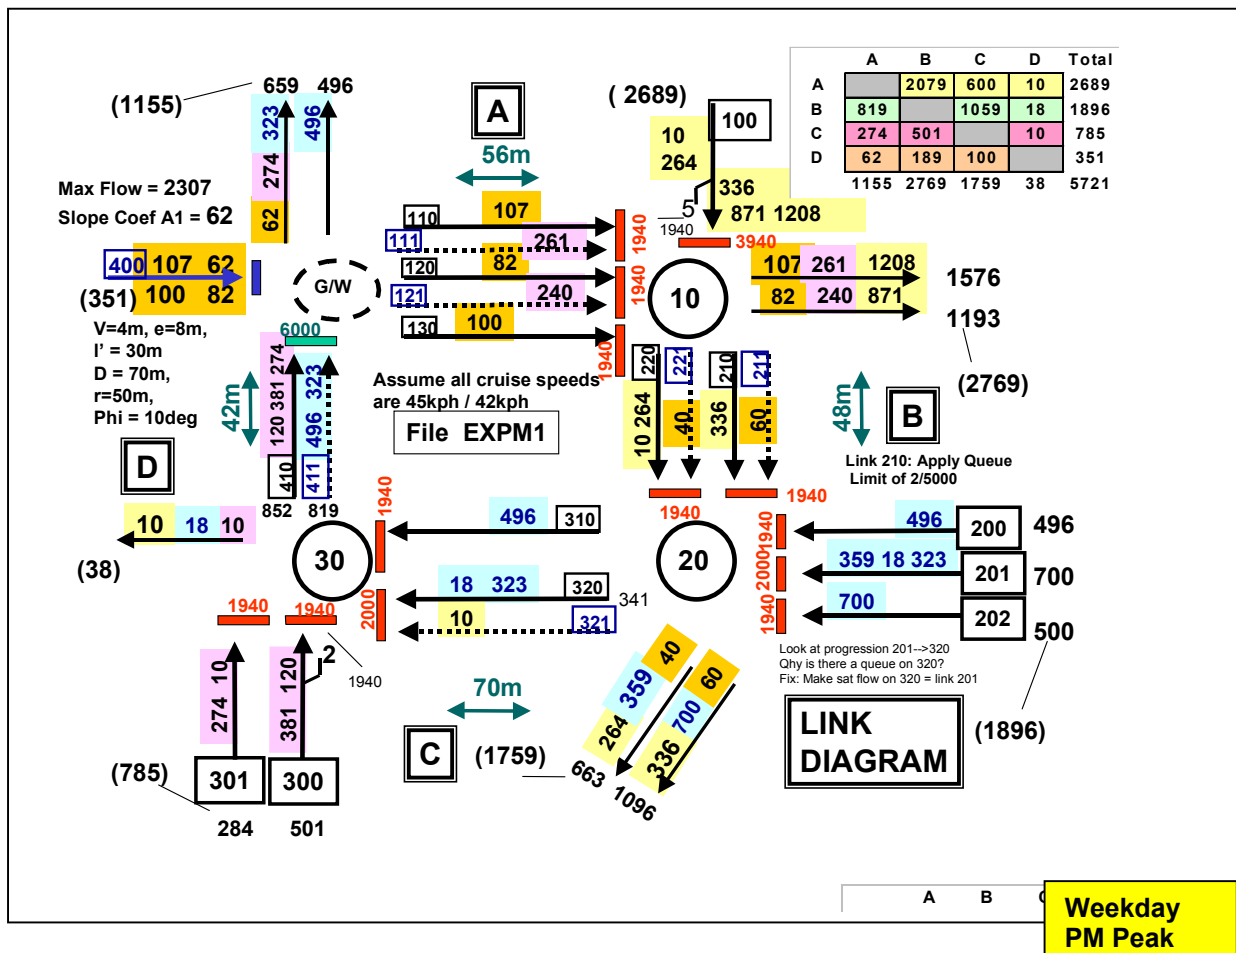 A B C D Total
A 2079 600 10 2689
B 819 1059 18 1896
C 274 501 10 785
D 62 189 100 351
1155 2769 1759 38 5721
(1155)
659 496
323
274
62
496
A
56m
( 2689)
100
10
264
336
5
1940
871 1208
3940
Max Flow = 2307
Slope Coef A1 = 62
400 107 62
100 82
(351)
G/W
110 107
111 261
120 82
121 240
130 100
1940
1940
1940
10
107 261 1208
82 240 871
1576
1193
(2769)
V=4m, e=8m,
l' = 30m
D = 70m,
r=50m,
Phi = 10deg
6000
42m
120 381 274
496 323
410
411
852 819
Assume all cruise speeds
are 45kph / 42kph
File EXPM1
220
221
210
211
10 264
40
336
60
48m
B
Link 210: Apply Queue
Limit of 2/5000
1940
1940
D
10 18 10
(38)
30
1940
496 310
18 323 320
341
10 321
2000
20
1940
2000
1940
496 200 496
359 18 323 201 700
700 202 500
(1896)
Look at progression 201-->320
Qhy is there a queue on 320?
Fix: Make sat flow on 320 = link 201
LINK
DIAGRAM
1940 1940
2
1940
274 10
381 120
301 300
(785)
284 501
70m
C
(1759)
264 359 40
336 700 60
663
1096
A B
Weekday
PM Peak